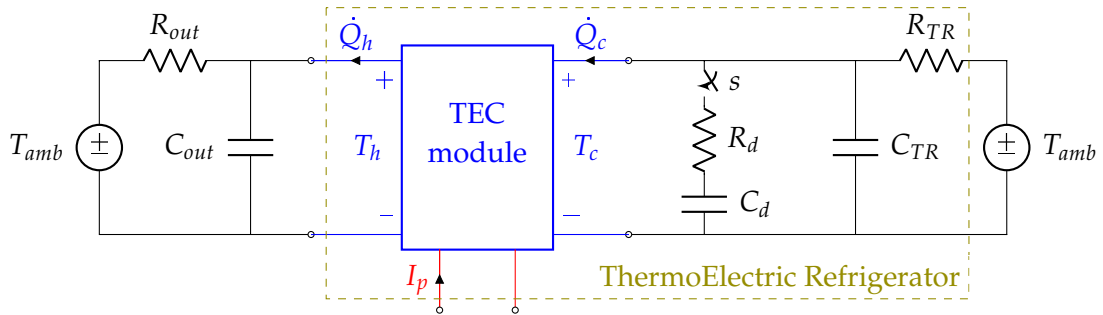 R_out
Q̇_h
Q̇_c
R_TR
+
+
s
T_amb
±
C_out
T_h
TEC
module
T_c
R_d
C_TR
±
T_amb
C_d
−
−
I_p
ThermoElectric Refrigerator